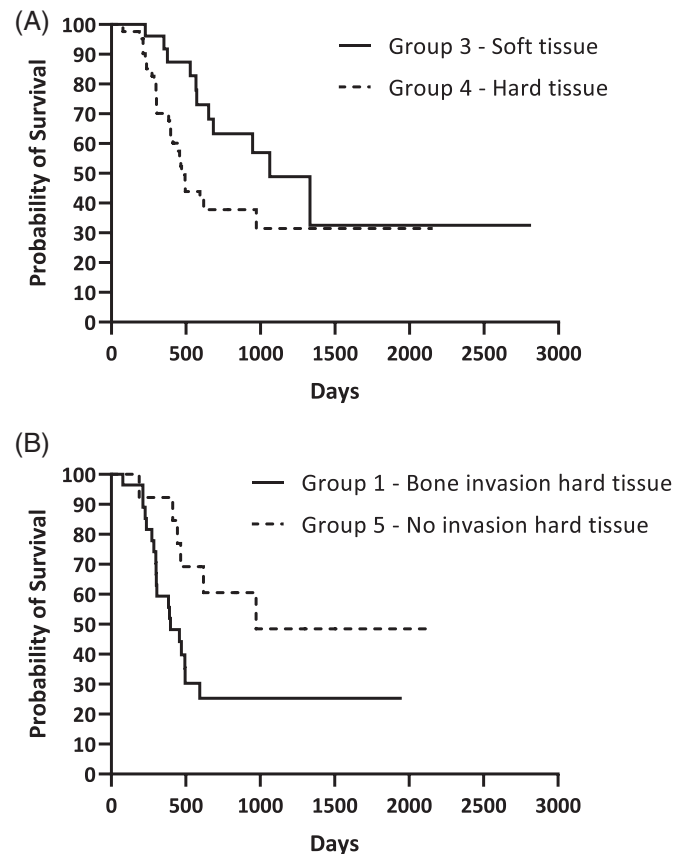 (A)
Probability of Survival
100
90
80
70
60
50
40
30
20
10
0
Group 3 - Soft tissue
Group 4 - Hard tissue
0 500 1000 1500 2000 2500 3000
Days
(B)
Probability of Survival
100
90
80
70
60
50
40
30
20
10
0
Group 1 - Bone invasion hard tissue
Group 5 - No invasion hard tissue
0 500 1000 1500 2000 2500 3000
Days